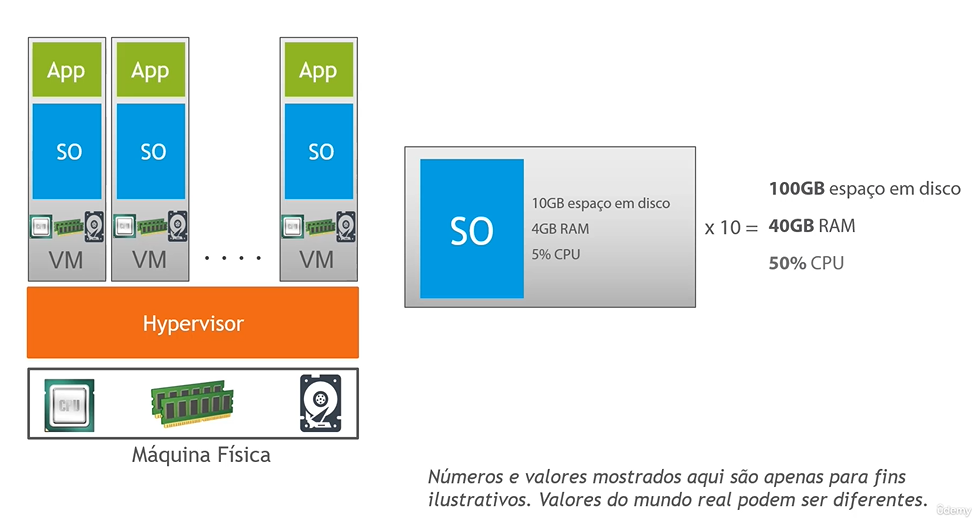 App App App
SO SO SO
VM VM . . . . VM
Hypervisor
CPU
Máquina Física
SO
10GB espaço em disco
4GB RAM
5% CPU
x 10 =
100GB espaço em disco
40GB RAM
50% CPU
Números e valores mostrados aqui são apenas para fins
ilustrativos. Valores do mundo real podem ser diferentes.
ûdemy